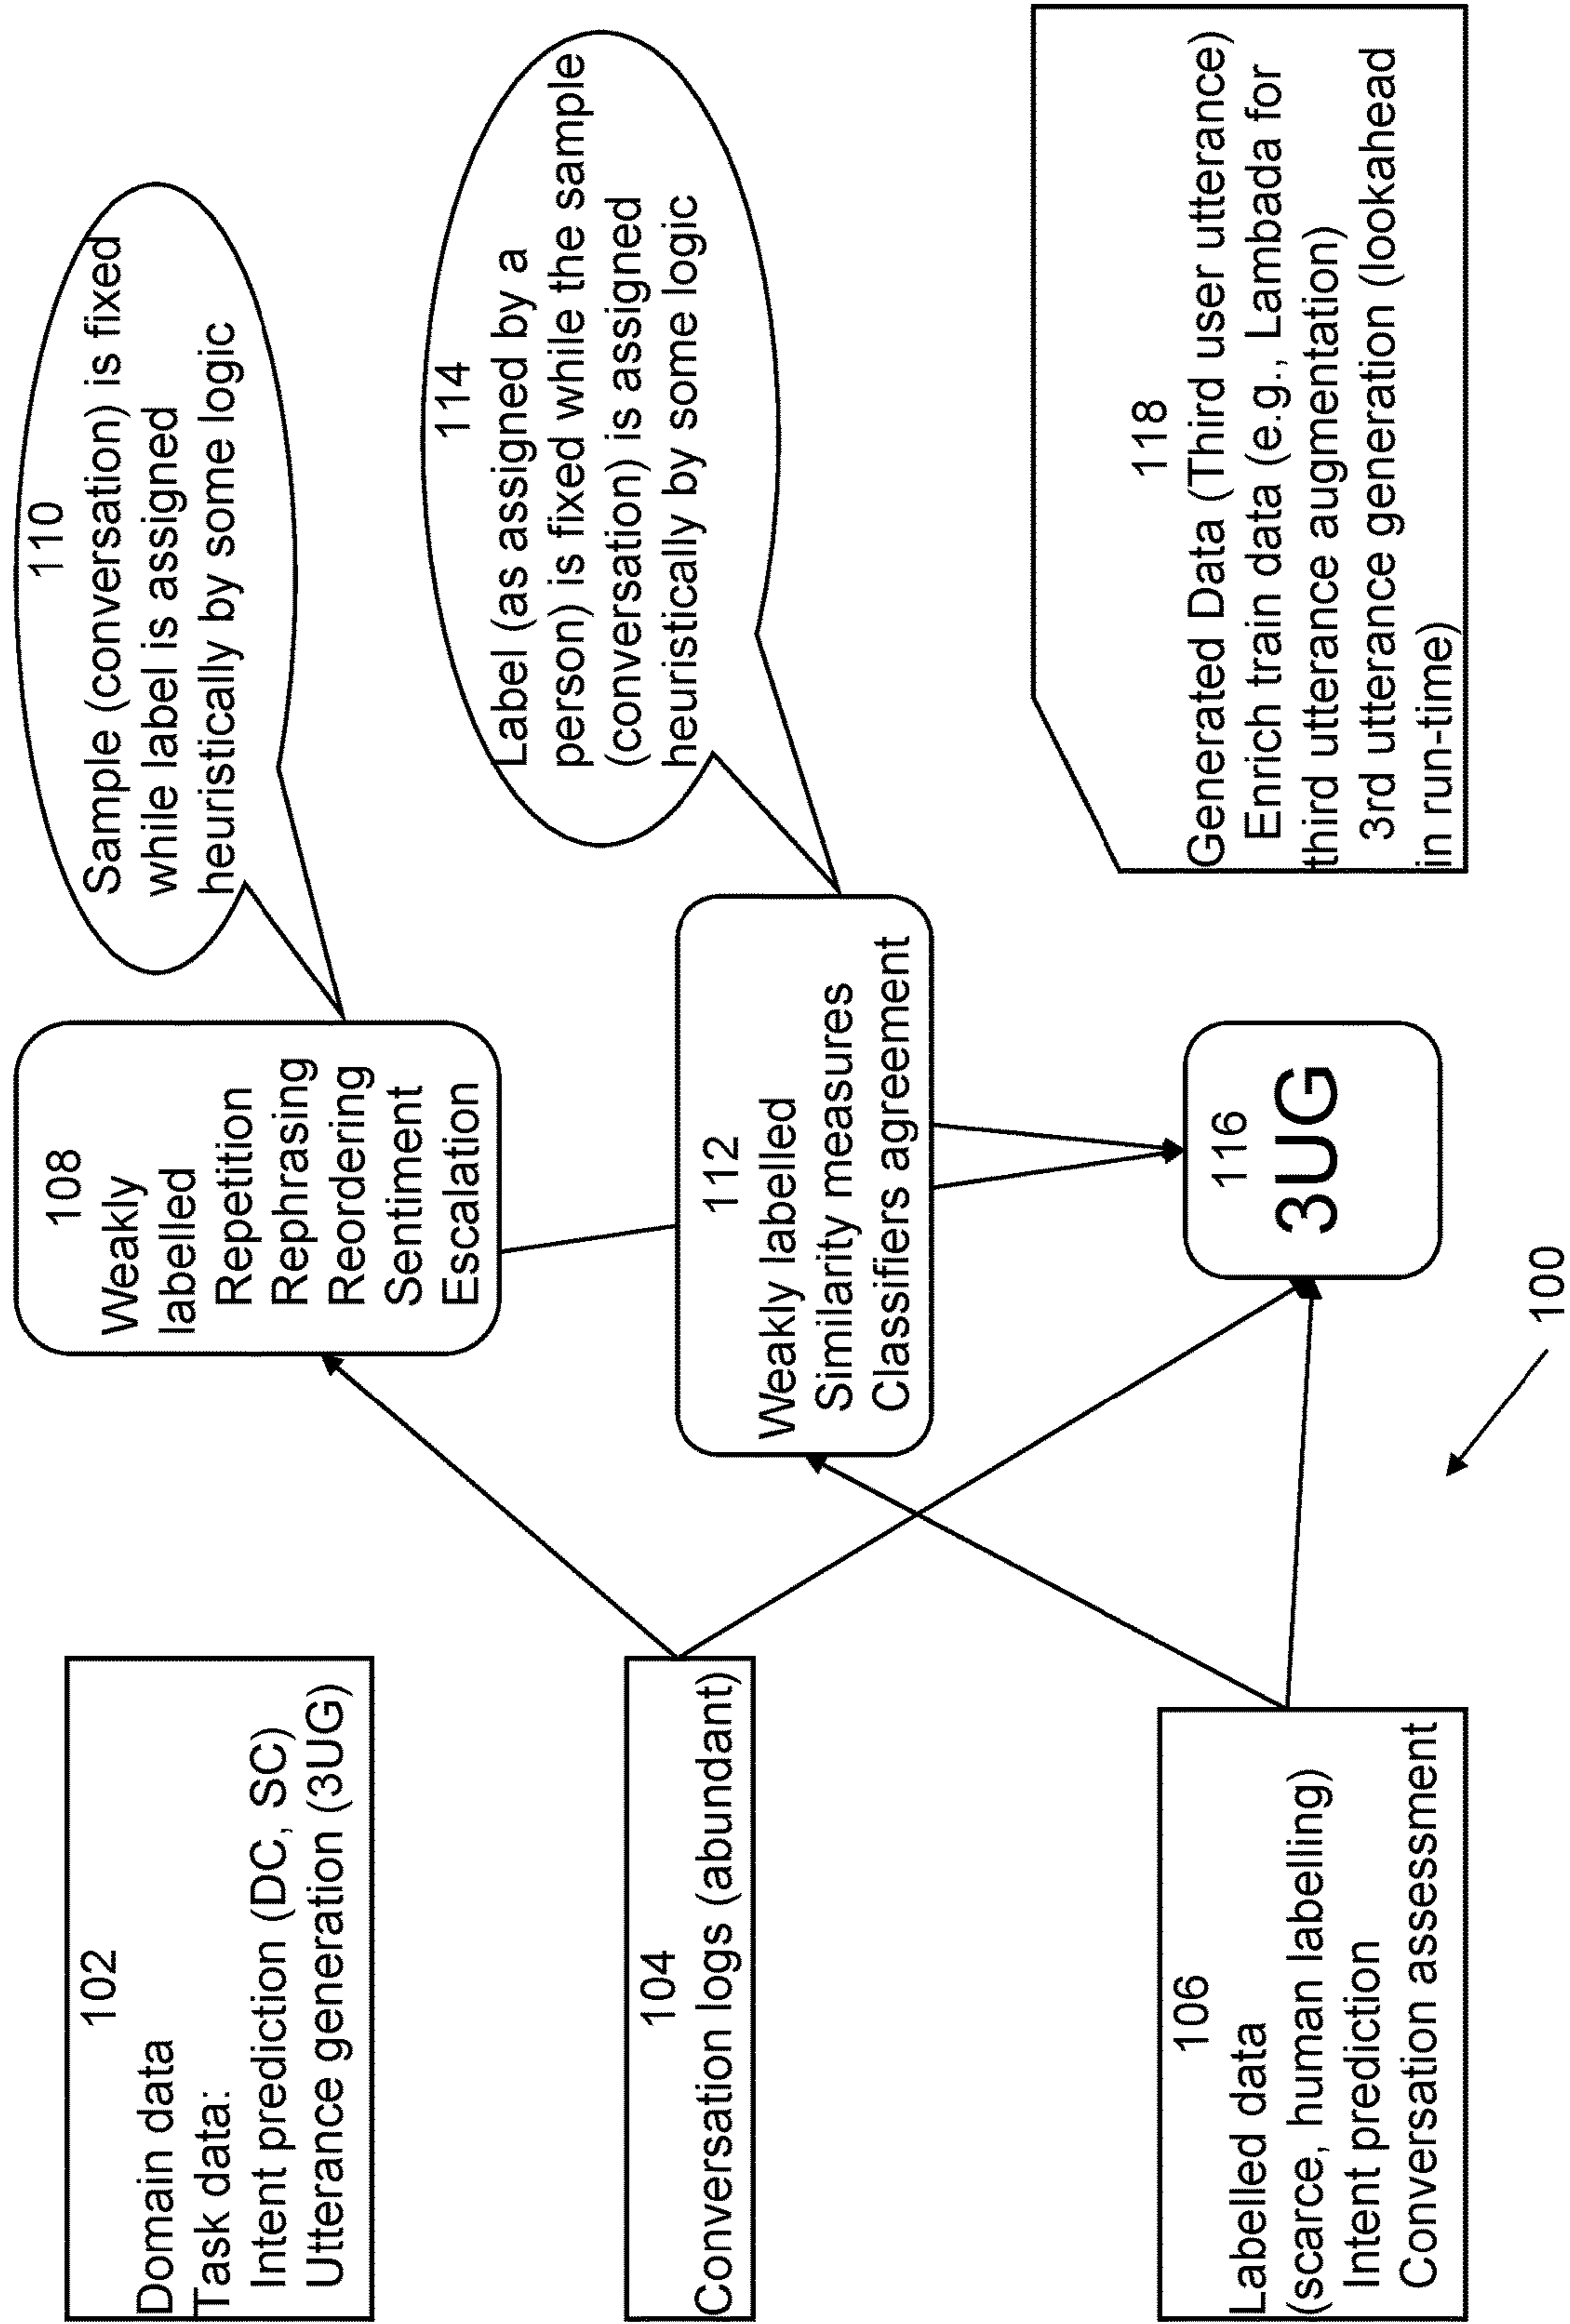 102
Domain data
Task data:
Intent prediction (DC, SC)
Utterance generation (3UG)
104
Conversation logs (abundant)
106
Labelled data
(scarce, human labelling)
Intent prediction
Conversation assessment
108
Weakly
labelled
Repetition
Rephrasing
Reordering
Sentiment
Escalation
110
Sample (conversation) is fixed
while label is assigned
heuristically by some logic
112
Weakly labelled
Similarity measures
Classifiers agreement
114
Label (as assigned by a
person) is fixed while the sample
(conversation) is assigned
heuristically by some logic
116
3UG
118
Generated Data (Third user utterance)
Enrich train data (e.g., Lambada for
third utterance augmentation)
3rd utterance generation (lookahead
in run-time)
100